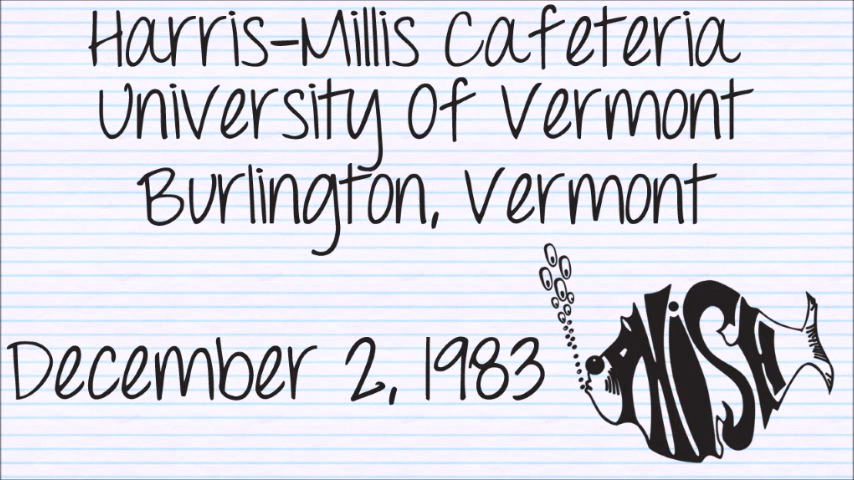 Harris-Millis Cafeteria
University Of Vermont
Burlington, Vermont
December 2, 1983
PHiSH